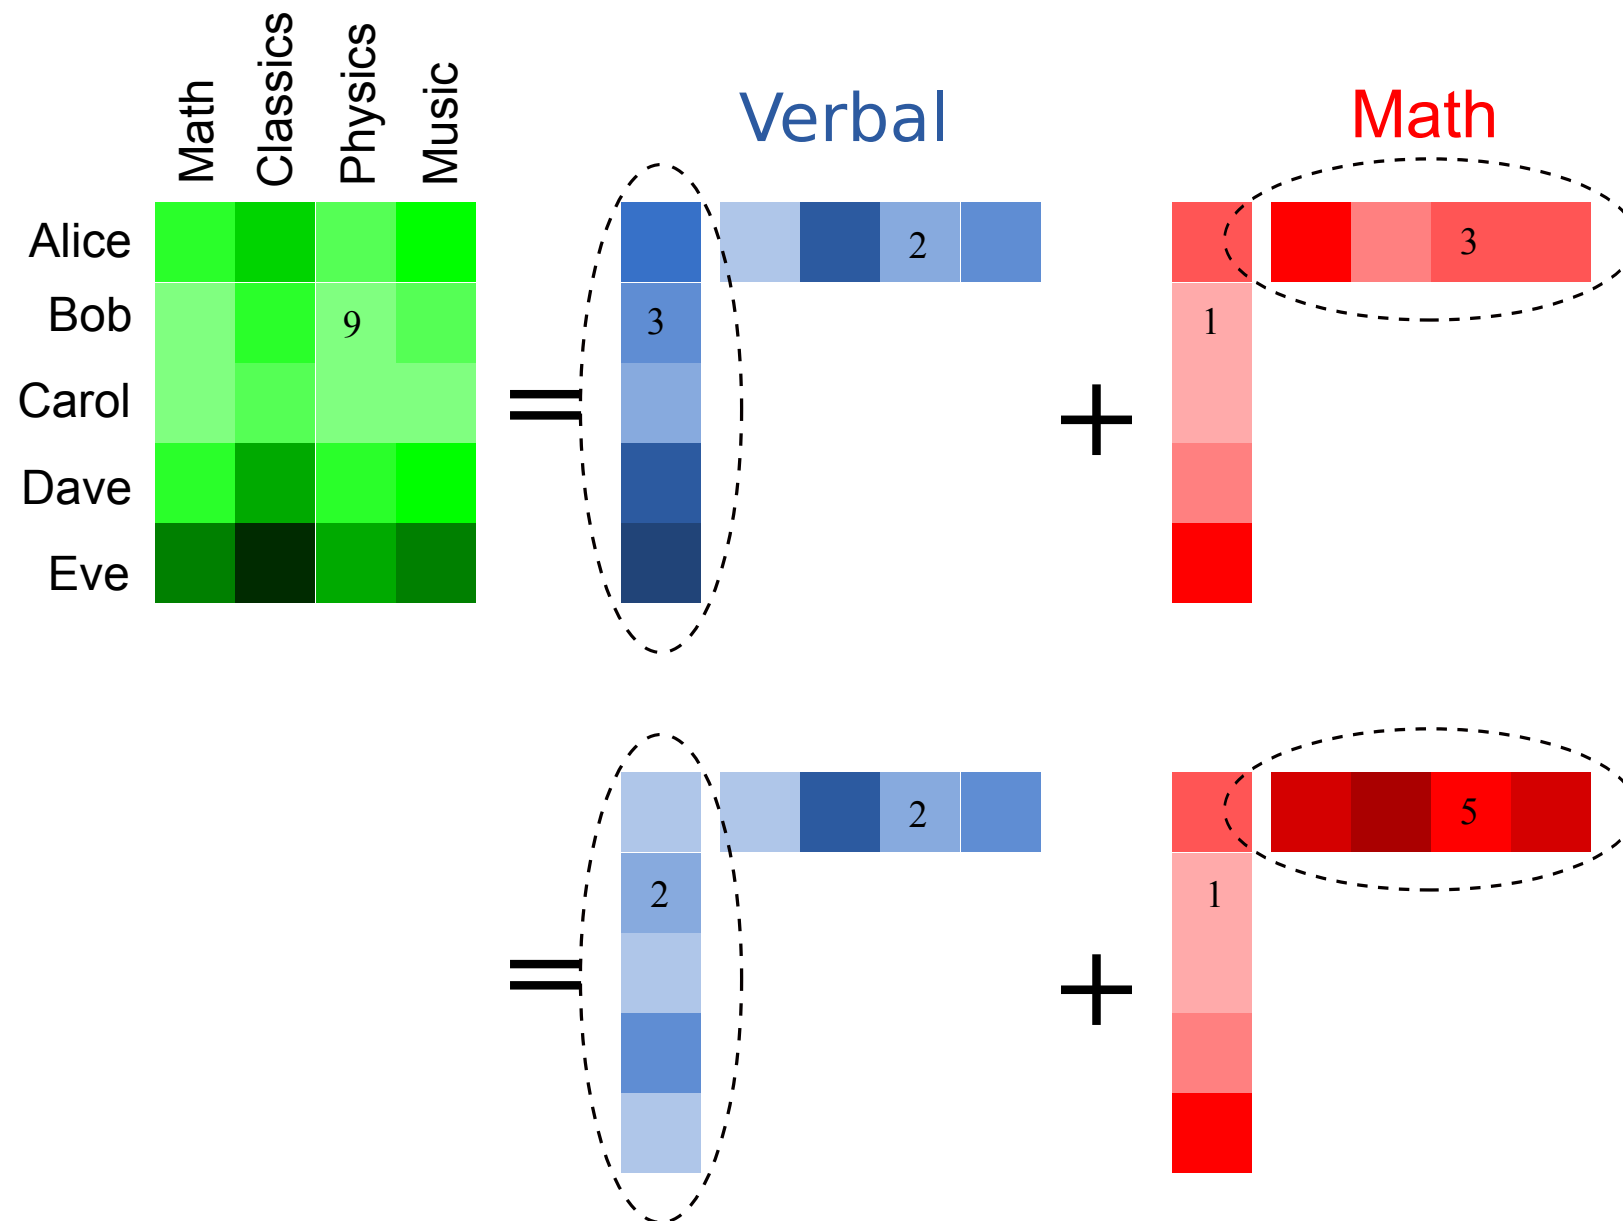 Math
Classics
Physics
Music
Verbal
Math
Alice
2
3
Bob
9
3
1
Carol
=
+
Dave
Eve
2
5
2
1
=
+